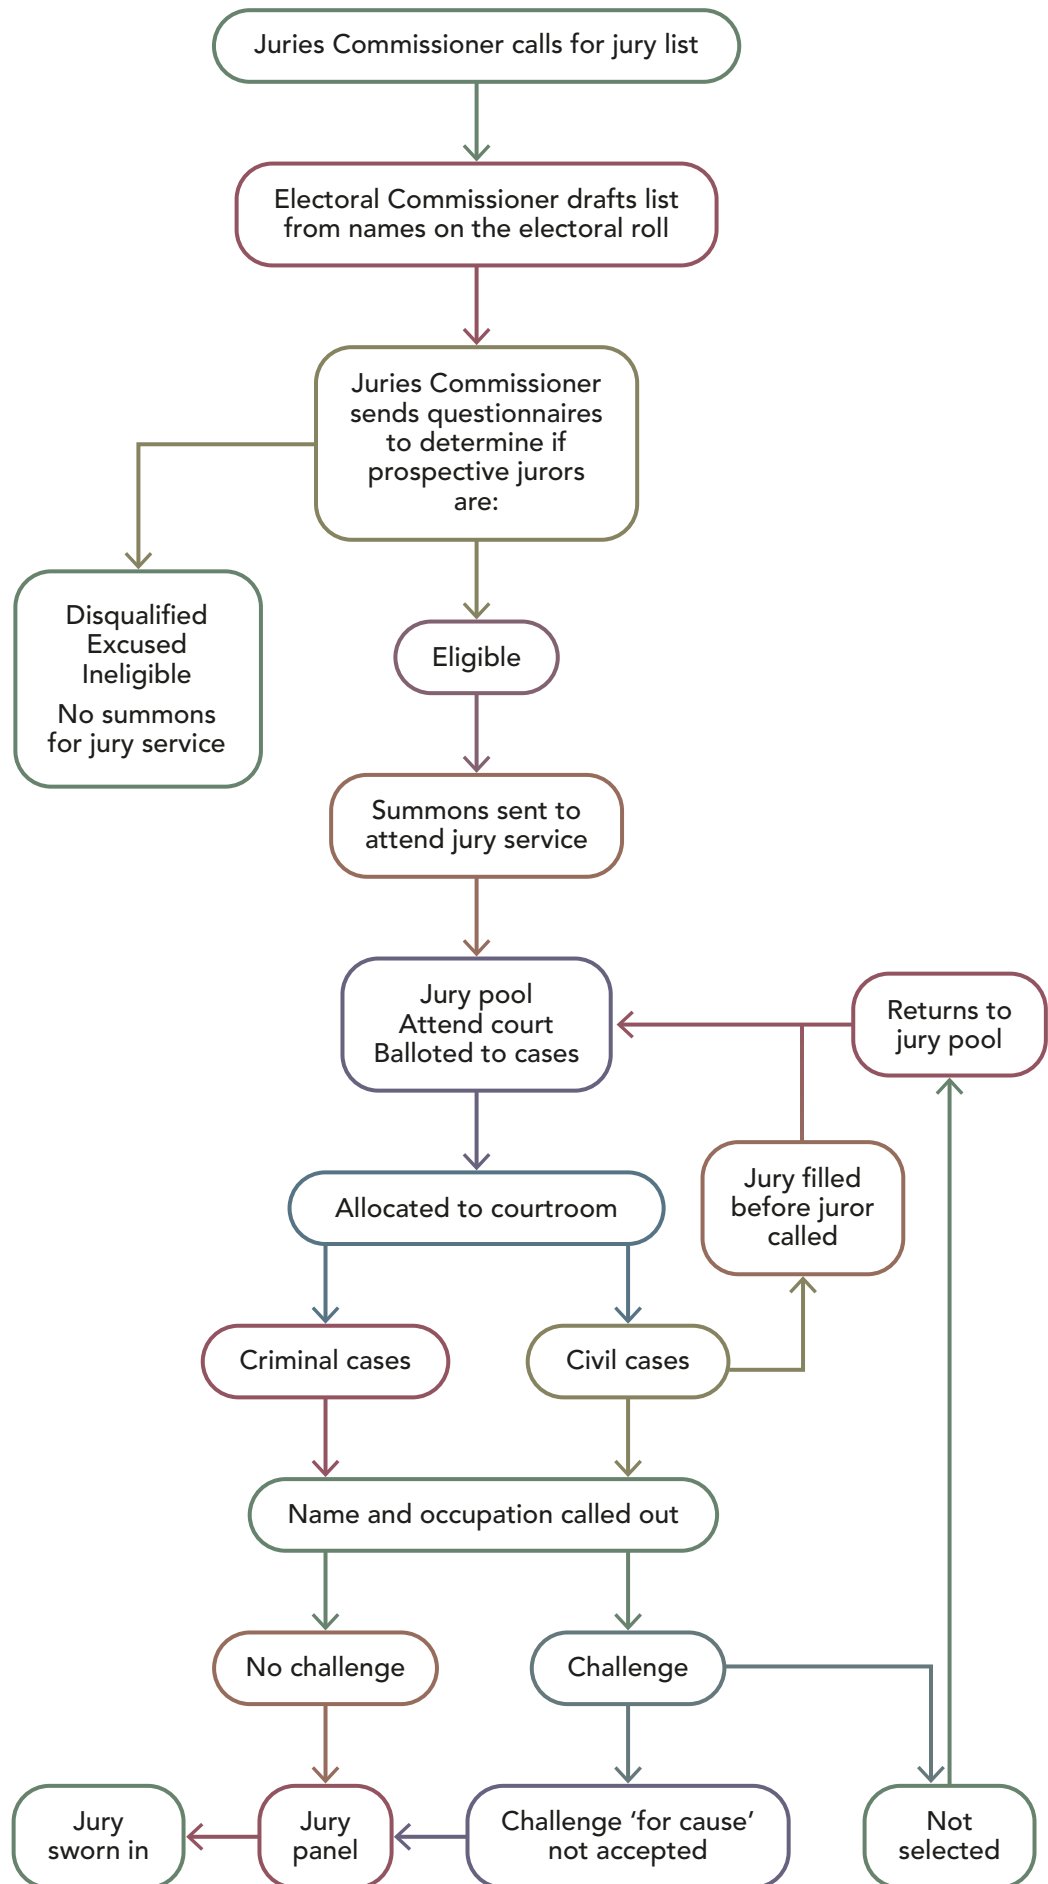 Juries Commissioner calls for jury list
Electoral Commissioner drafts list
from names on the electoral roll
Juries Commissioner
sends questionnaires
to determine if
prospective jurors
are:
Disqualified
Excused
Ineligible
No summons
for jury service
Eligible
Summons sent to
attend jury service
Jury pool
Attend court
Balloted to cases
Returns to
jury pool
Jury filled
before juror
called
Allocated to courtroom
Criminal cases
Civil cases
Name and occupation called out
No challenge
Challenge
Jury
sworn in
Jury
panel
Challenge ‘for cause’
not accepted
Not
selected